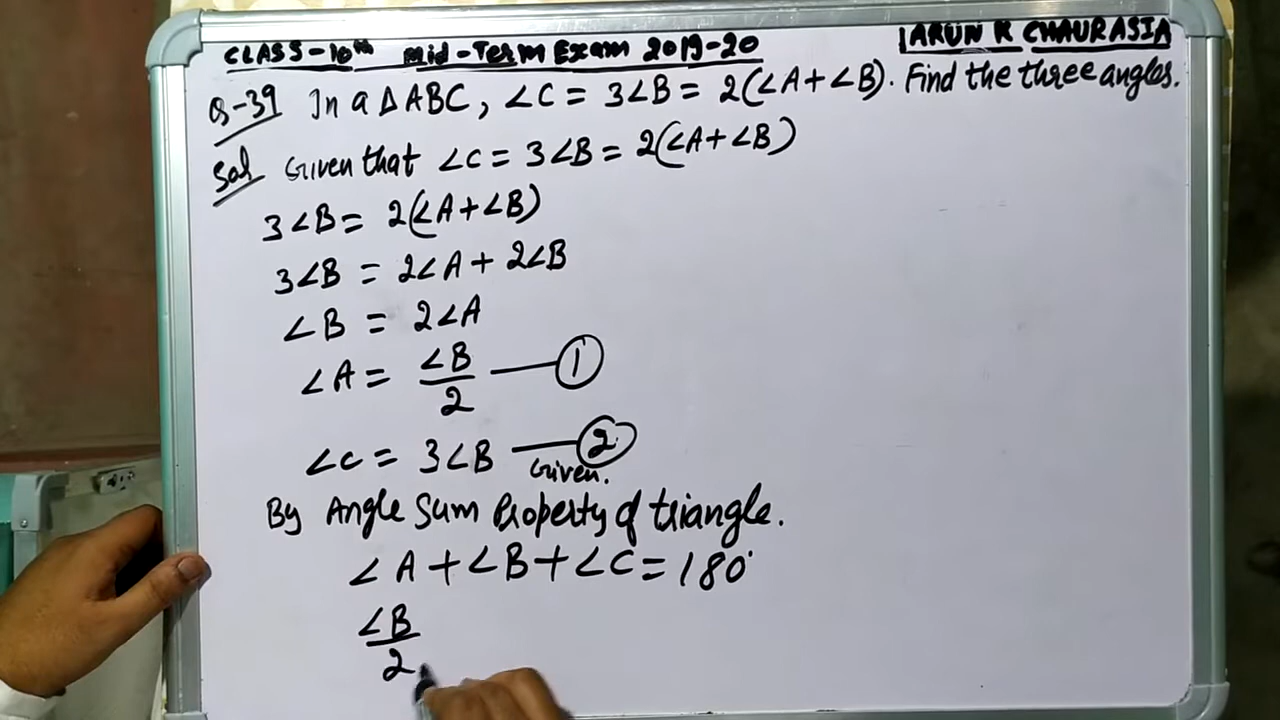 CLASS-10th Mid-Term Exam 2019-20
ARUN K CHAURASIA
Q-39 In a ΔABC, ∠C = 3∠B = 2(∠A+∠B). Find the three angles.
Sol Given that ∠C = 3∠B = 2(∠A+∠B)
3∠B = 2(∠A+∠B)
3∠B = 2∠A + 2∠B
∠B = 2∠A
∠A = ∠B/2 — ①
∠C = 3∠B — ②
Given.
By Angle Sum Property of triangle.
∠A+∠B+∠C=180°
∠B/2